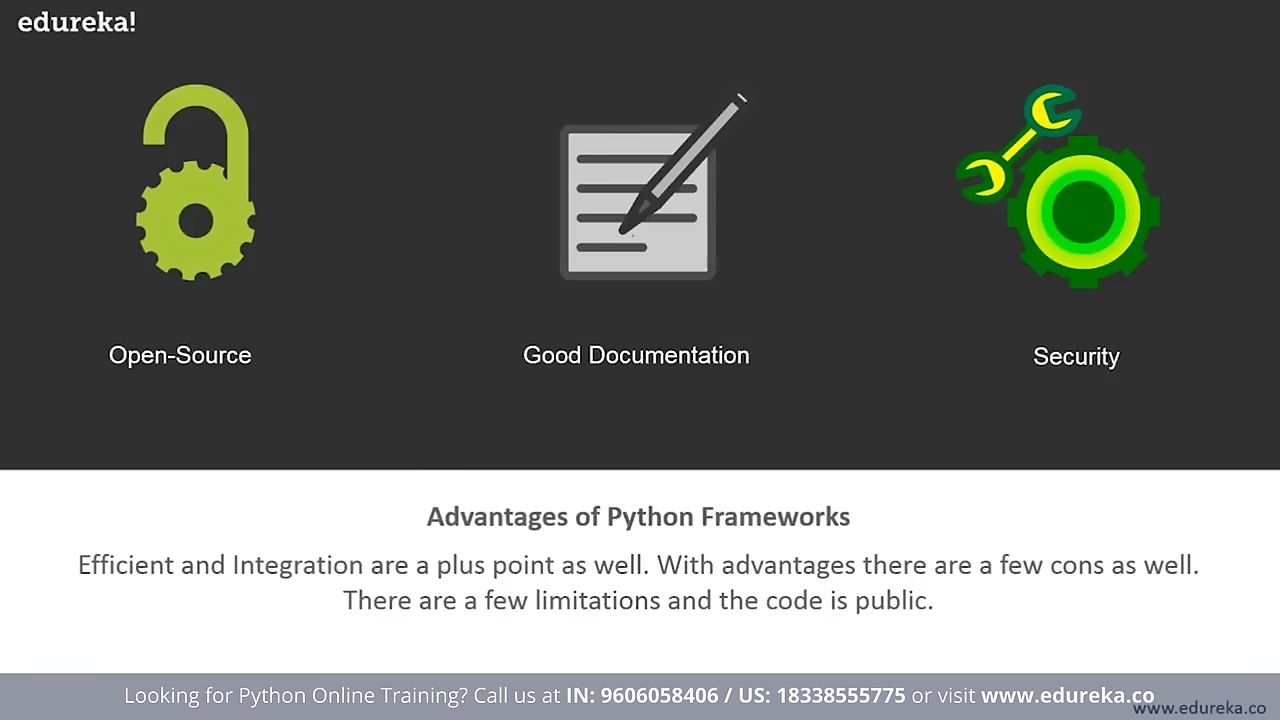 edureka!
Open-Source
Good Documentation
Security
Advantages of Python Frameworks
Efficient and Integration are a plus point as well. With advantages there are a few cons as well.
There are a few limitations and the code is public.
Looking for Python Online Training? Call us at IN: 9606058406 / US: 18338555775 or visit www.edureka.co
www.edureka.co